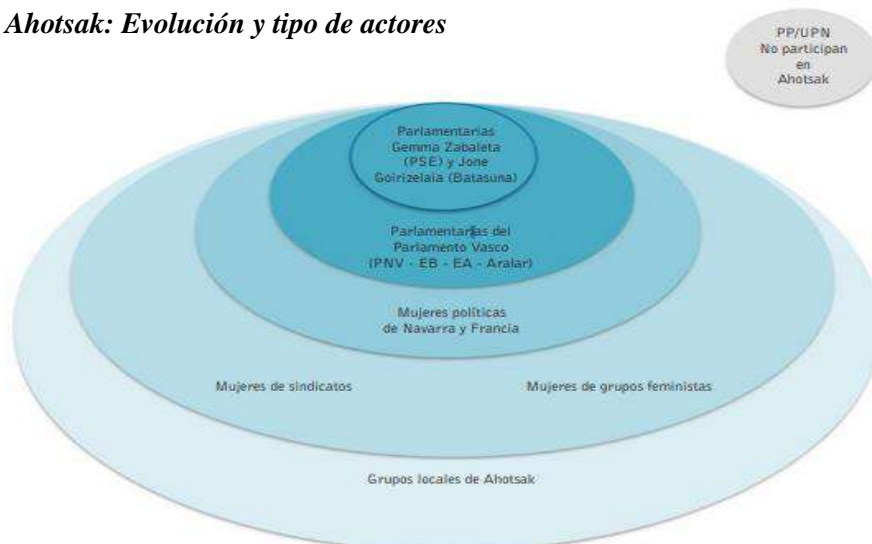 Ahotsak: Evolución y tipo de actores
PP/UPN
No participan
en
Ahotsak
Parlamentarias
Gemma Zabaleta
(PSE) y Jone
Goirizelaia (Batasuna)
Parlamentarias del
Parlamento Vasco
(PNV - EB - EA - Aralar)
Mujeres políticas
de Navarra y Francia
Mujeres de sindicatos
Mujeres de grupos feministas
Grupos locales de Ahotsak